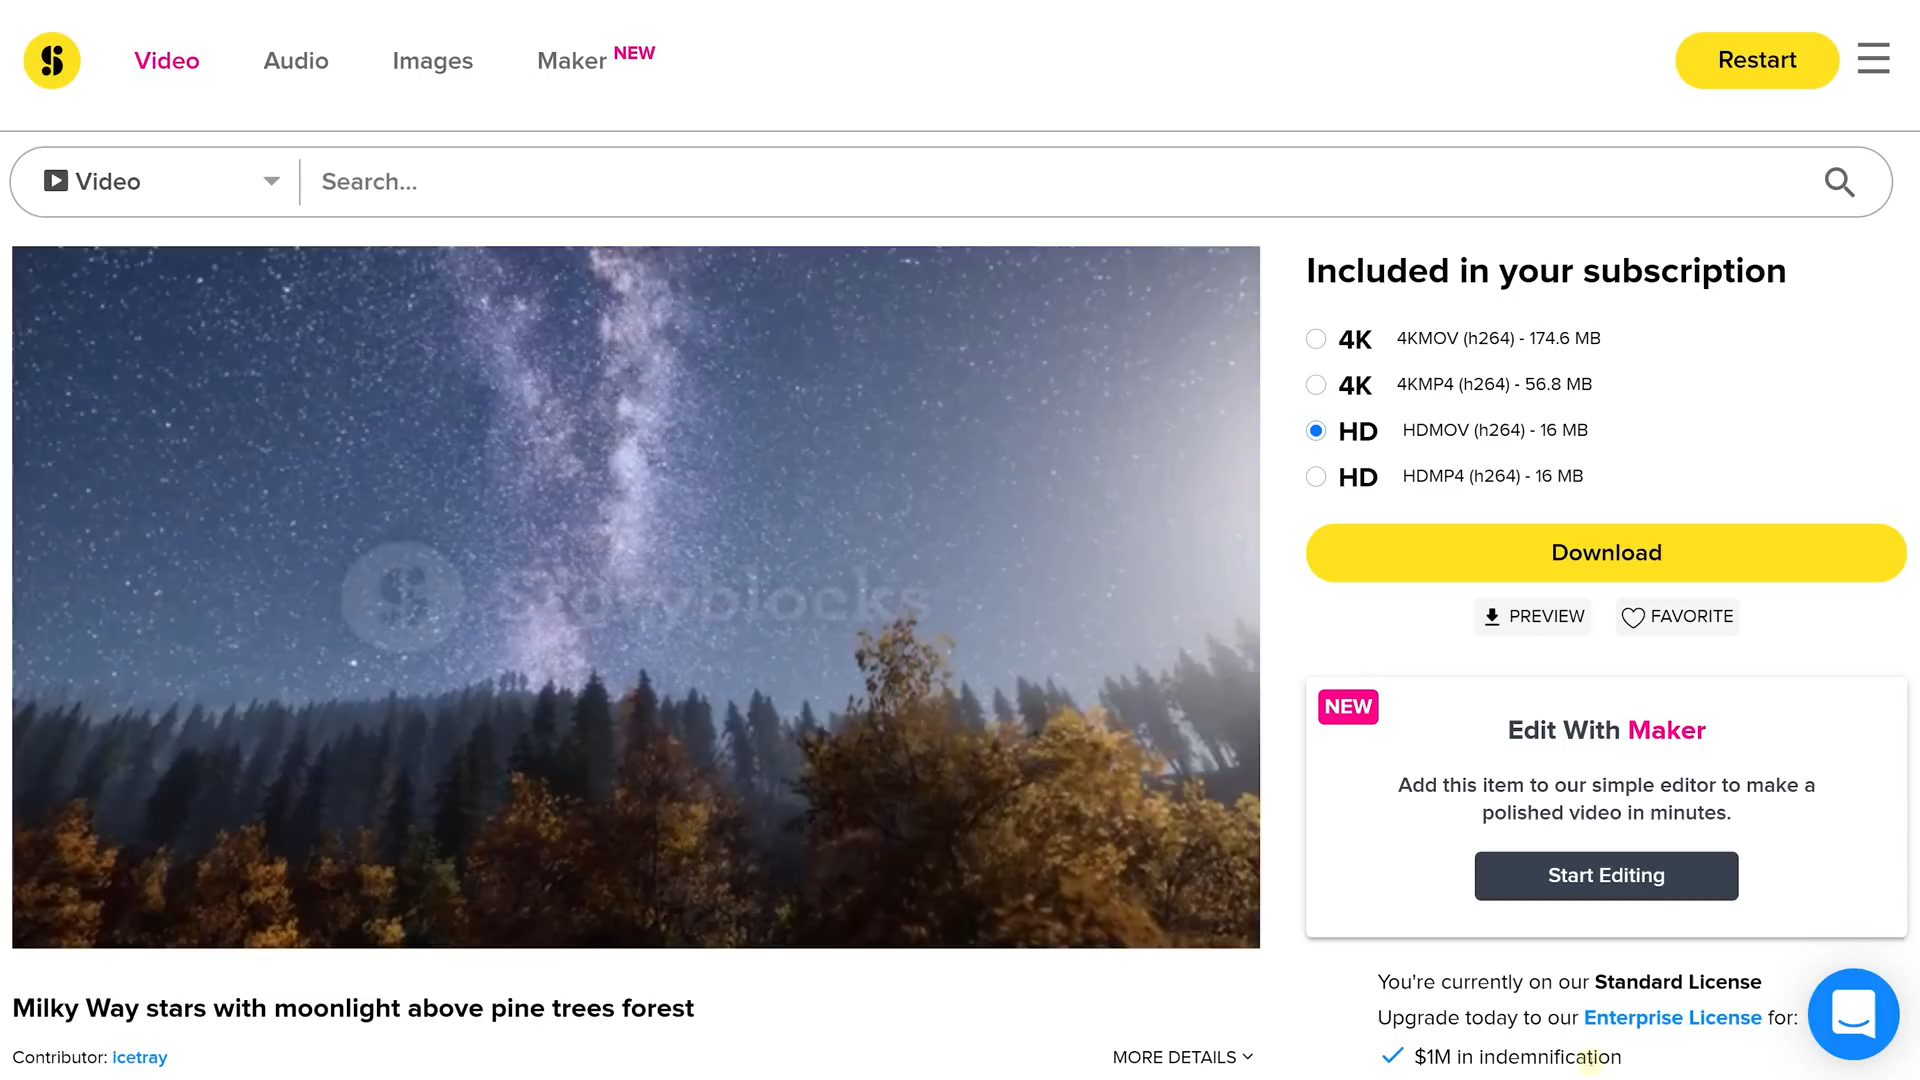 Video
Audio
Images
Maker NEW
Restart
Video
Search...
Storyblocks
Included in your subscription
4K 4KMOV (h264) - 174.6 MB
4K 4KMP4 (h264) - 56.8 MB
HD HDMOV (h264) - 16 MB
HD HDMP4 (h264) - 16 MB
Download
PREVIEW
FAVORITE
NEW
Edit With Maker
Add this item to our simple editor to make a
polished video in minutes.
Start Editing
Milky Way stars with moonlight above pine trees forest
Contributor: icetray
MORE DETAILS
You're currently on our Standard License
Upgrade today to our Enterprise License for:
$1M in indemnification